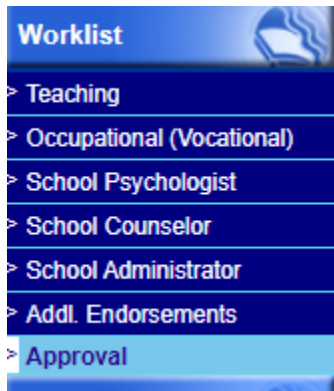 Worklist
> Teaching
> Occupational (Vocational)
> School Psychologist
> School Counselor
> School Administrator
> Addl. Endorsements
> Approval